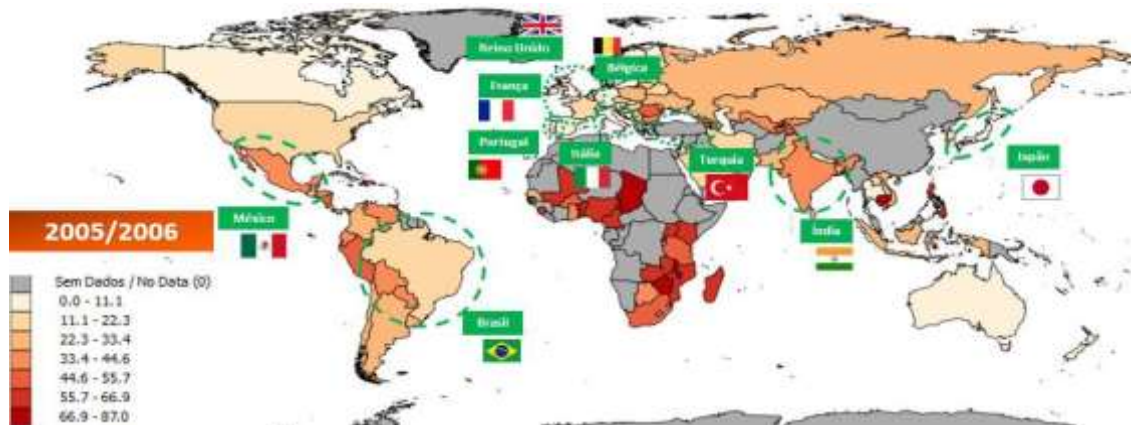 Reino Unido
Bélgica
França
Portugal
Itália
Turquia
Japão
México
Índia
Brasil
2005/2006
Sem Dados / No Data (0)
0.0 - 11.1
11.1 - 22.3
22.3 - 33.4
33.4 - 44.6
44.6 - 55.7
55.7 - 66.9
66.9 - 87.0